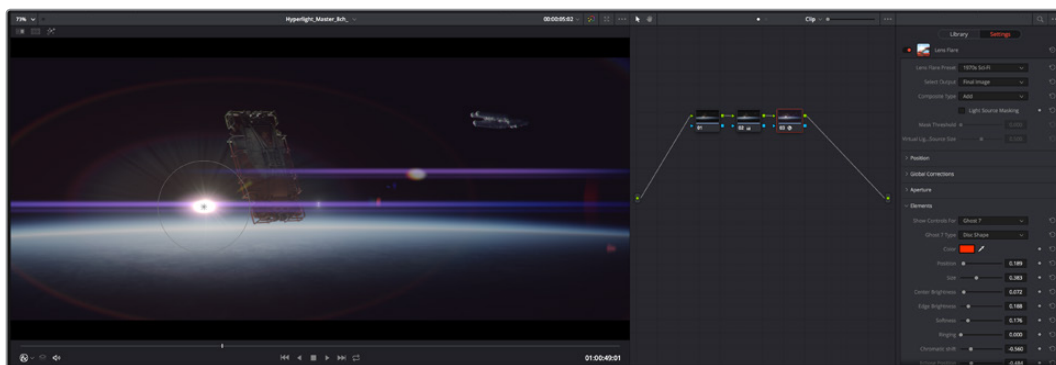 73%
Hyperlight_Master_8ch_
00:00:05:02
Clip
Library
Settings
Lens Flare
Lens Flare Preset
1970s Sci-Fi
Select Output
Final Image
Composite Type
Add
Light Source Masking
Mask Threshold
Virtual Lig...Source Size
Position
Global Corrections
Aperture
Elements
Show Controls For
Ghost 7
Ghost 7 Type
Disc Shape
Color
Position
0.189
Size
0.383
Center Brightness
0.072
Edge Brightness
0.188
Softness
0.176
Ringing
0.000
Chromatic Shift
-0.560
01
02
03
01:00:49:01